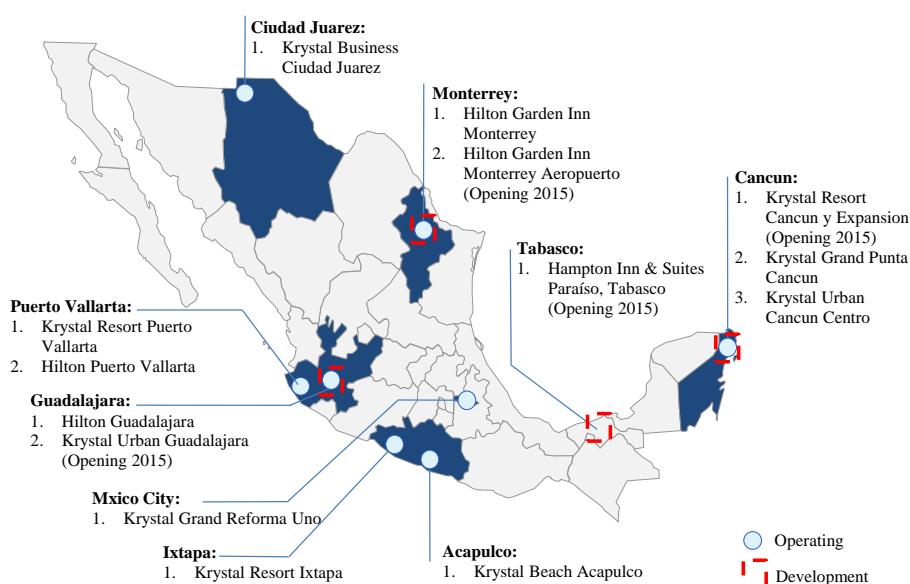 Ciudad Juarez:
1. Krystal Business
Ciudad Juarez
Monterrey:
1. Hilton Garden Inn
Monterrey
2. Hilton Garden Inn
Monterrey Aeropuerto
(Opening 2015)
Cancun:
1. Krystal Resort
Cancun y Expansion
(Opening 2015)
2. Krystal Grand Punta
Cancun
3. Krystal Urban
Cancun Centro
Tabasco:
1. Hampton Inn & Suites
Paraíso, Tabasco
(Opening 2015)
Puerto Vallarta:
1. Krystal Resort Puerto
Vallarta
2. Hilton Puerto Vallarta
Guadalajara:
1. Hilton Guadalajara
2. Krystal Urban Guadalajara
(Opening 2015)
Mxico City:
1. Krystal Grand Reforma Uno
Ixtapa:
1. Krystal Resort Ixtapa
Acapulco:
1. Krystal Beach Acapulco
Operating
Development